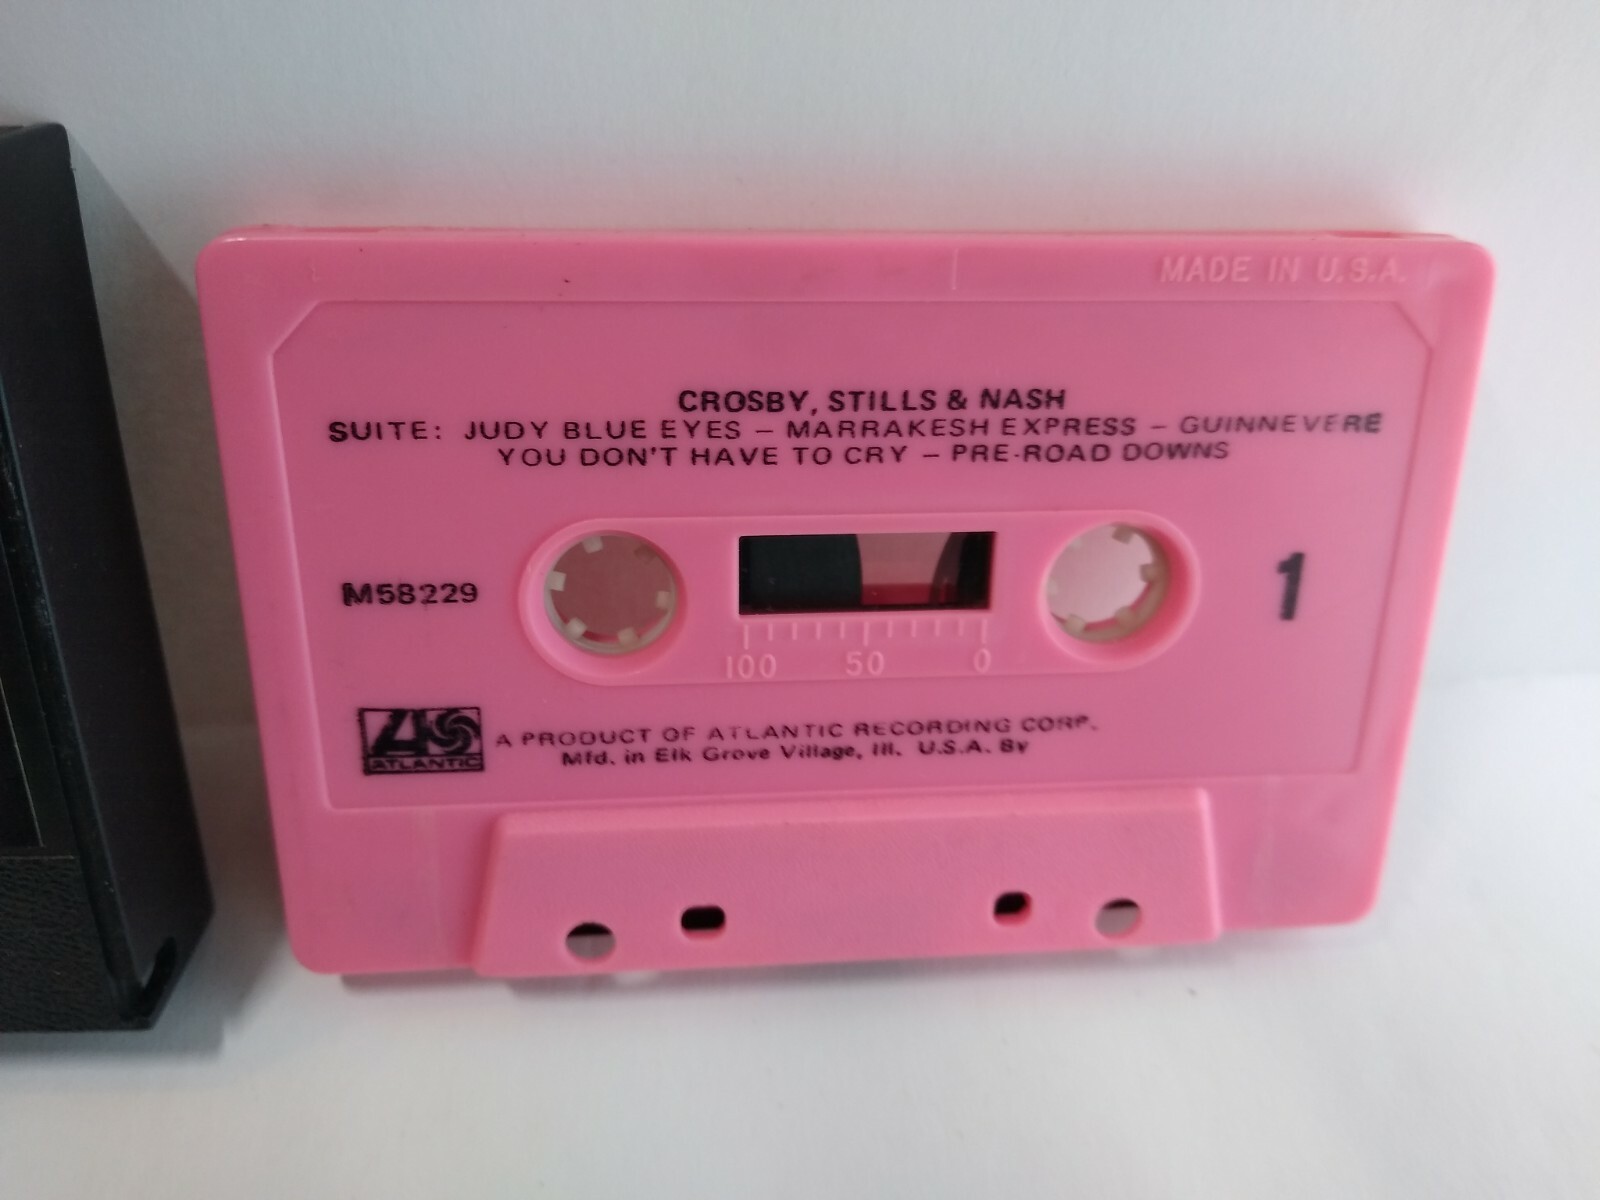 MADE IN U.S.A.
CROSBY, STILLS & NASH
SUITE: JUDY BLUE EYES – MARRAKESH EXPRESS – GUINNEVERE
YOU DON'T HAVE TO CRY – PRE-ROAD DOWNS
M58229
1
100 50 0
ATLANTIC
A PRODUCT OF ATLANTIC RECORDING CORP.
Mfd. in Elk Grove Village, Ill. U.S.A. By